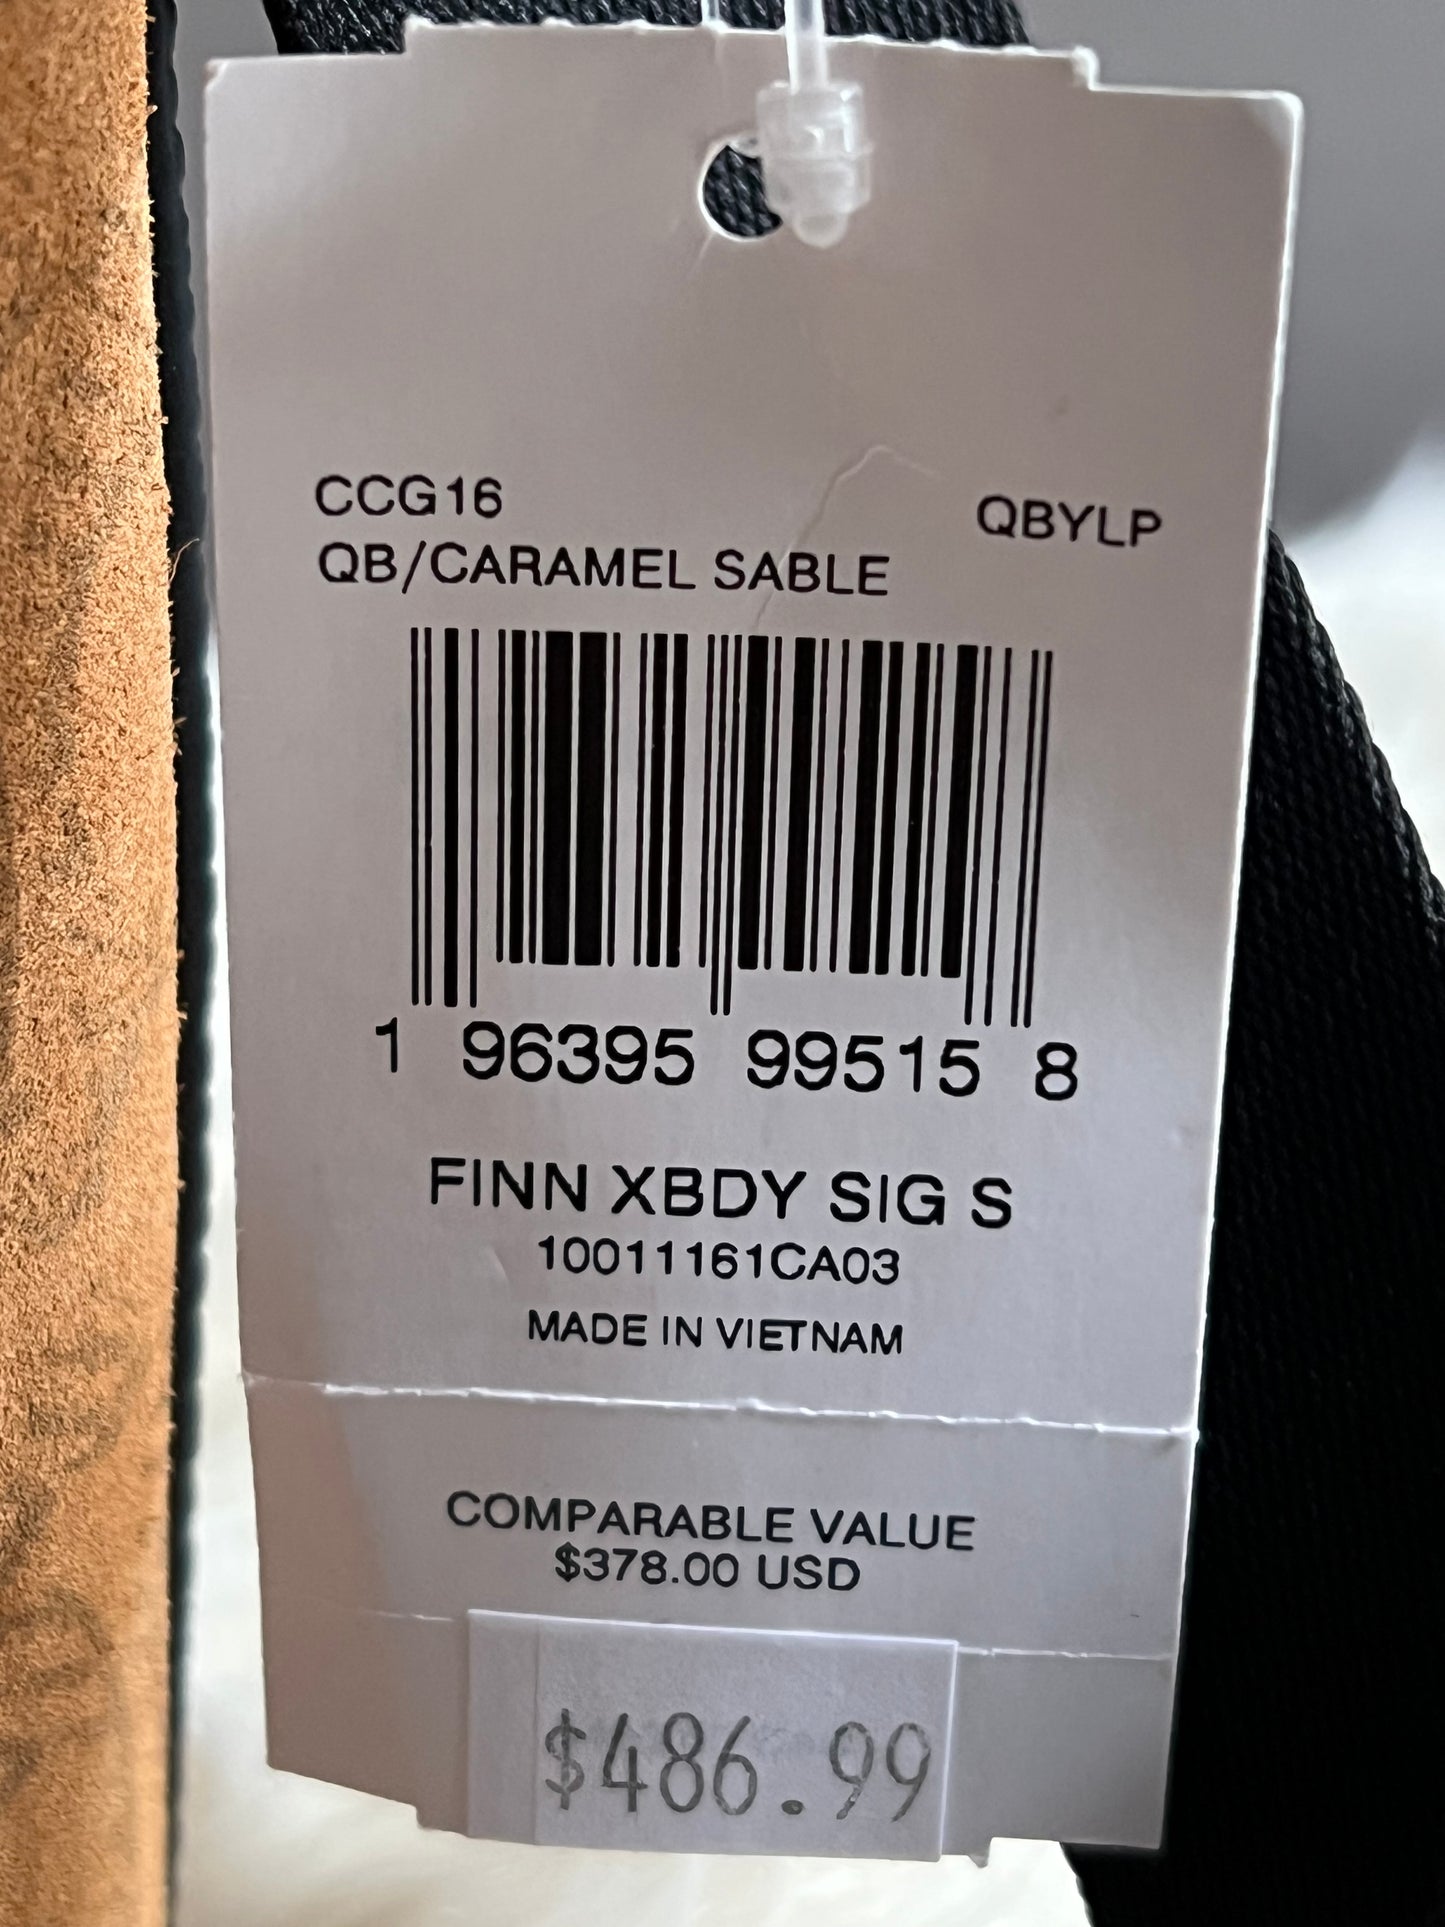 CCG16 QBYLP
QB/CARAMEL SABLE
1 96395 99515 8
FINN XBDY SIG S
10011161CA03
MADE IN VIETNAM
COMPARABLE VALUE
$378.00 USD
$486.99